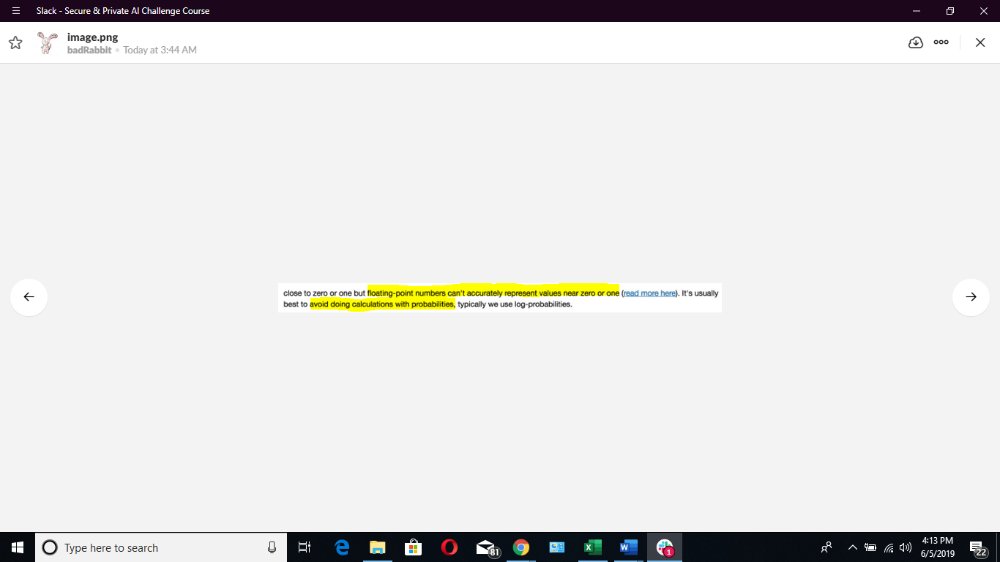 Slack - Secure & Private AI Challenge Course
image.png
badRabbit
Today at 3:44 AM
close to zero or one but floating-point numbers can't accurately represent values near zero or one (read more here). It's usually
best to avoid doing calculations with probabilities, typically we use log-probabilities.
Type here to search
81
1
4:13 PM
6/5/2019
22